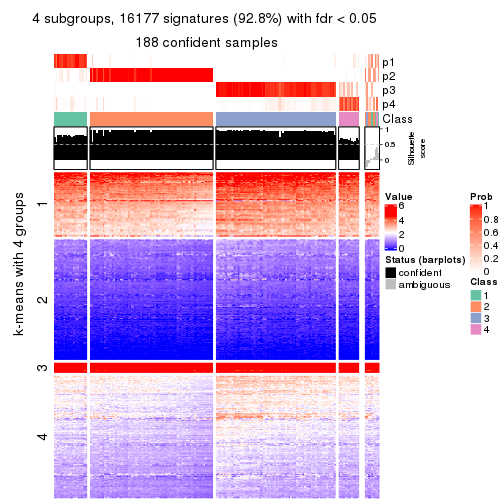 4 subgroups, 16177 signatures (92.8%) with fdr < 0.05
188 confident samples
p1
p2
p3
p4
Class
1
0.5
0
Silhouette
score
k-means with 4 groups
1
2
3
4
Value
6
4
2
0
Status (barplots)
confident
ambiguous
Prob
1
0.8
0.6
0.4
0.2
0
Class
1
2
3
4